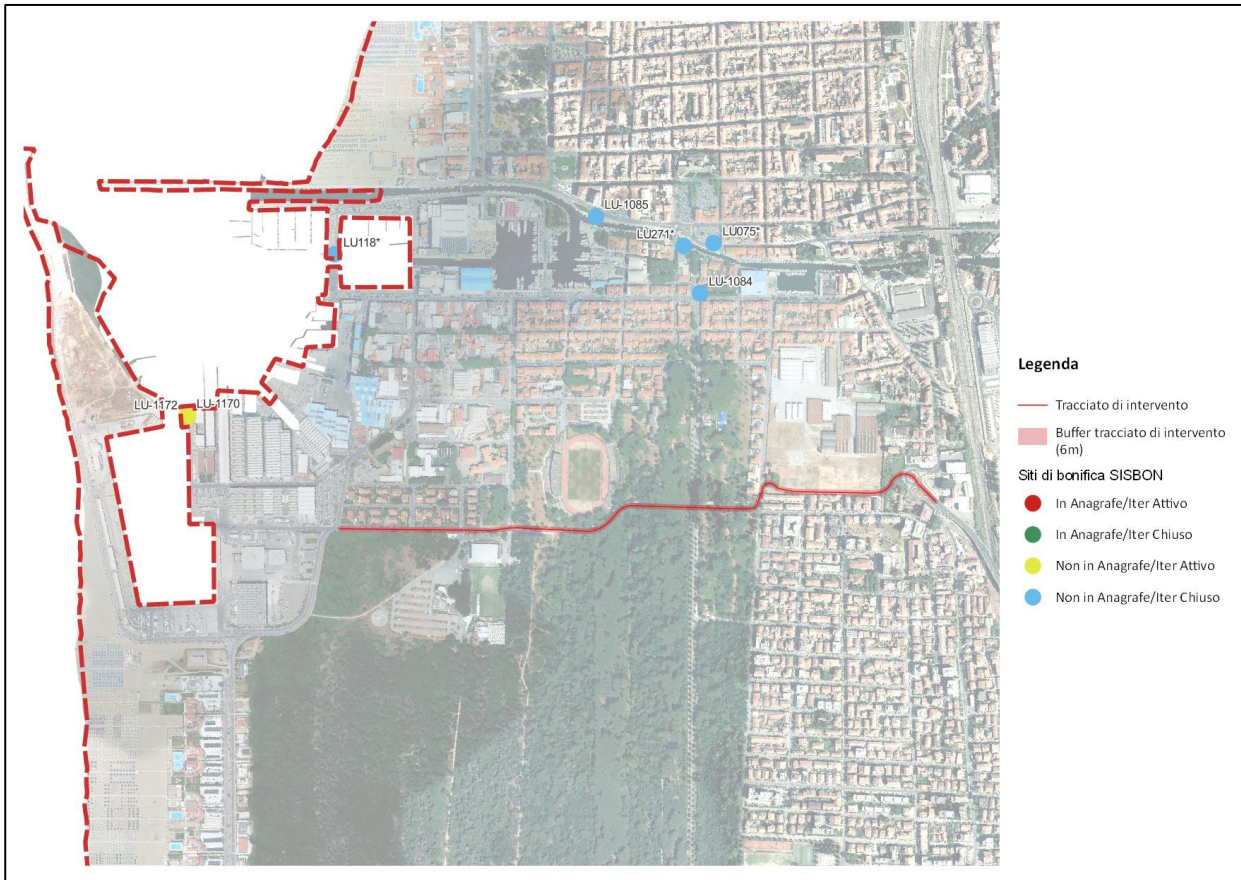 LU-1085
LU271*
LU075*
LU118*
LU-1084
LU-1172
LU-1170
Legenda
Tracciato di intervento
Buffer tracciato di intervento
(6m)
Siti di bonifica SISBON
In Anagrafe/Iter Attivo
In Anagrafe/Iter Chiuso
Non in Anagrafe/Iter Attivo
Non in Anagrafe/Iter Chiuso